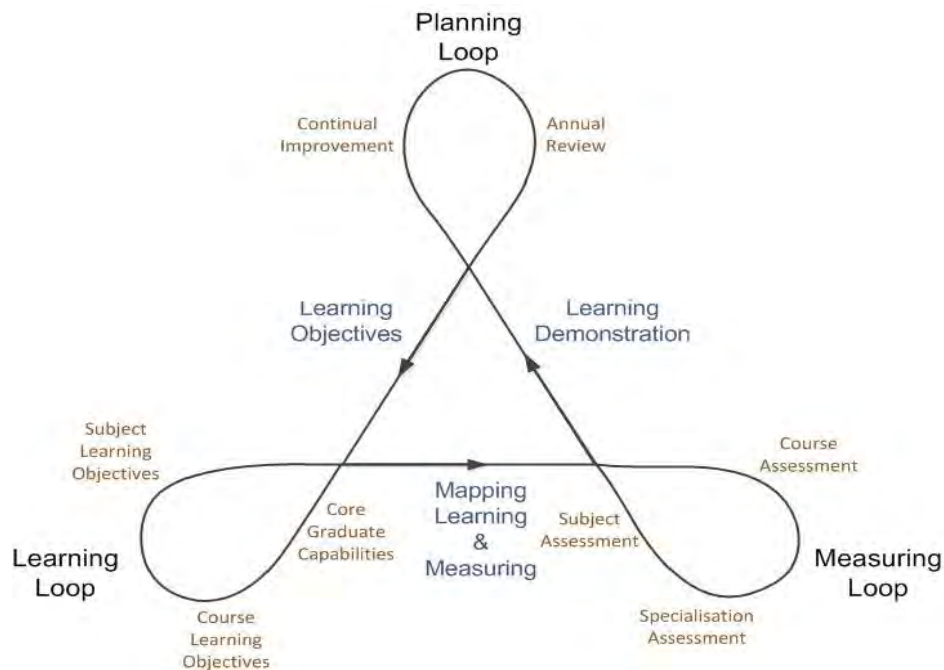 Planning
Loop
Continual
Improvement
Annual
Review
Learning
Objectives
Learning
Demonstration
Subject
Learning
Objectives
Course
Assessment
Core
Graduate
Capabilities
Mapping
Learning
&
Measuring
Subject
Assessment
Learning
Loop
Measuring
Loop
Course
Learning
Objectives
Specialisation
Assessment